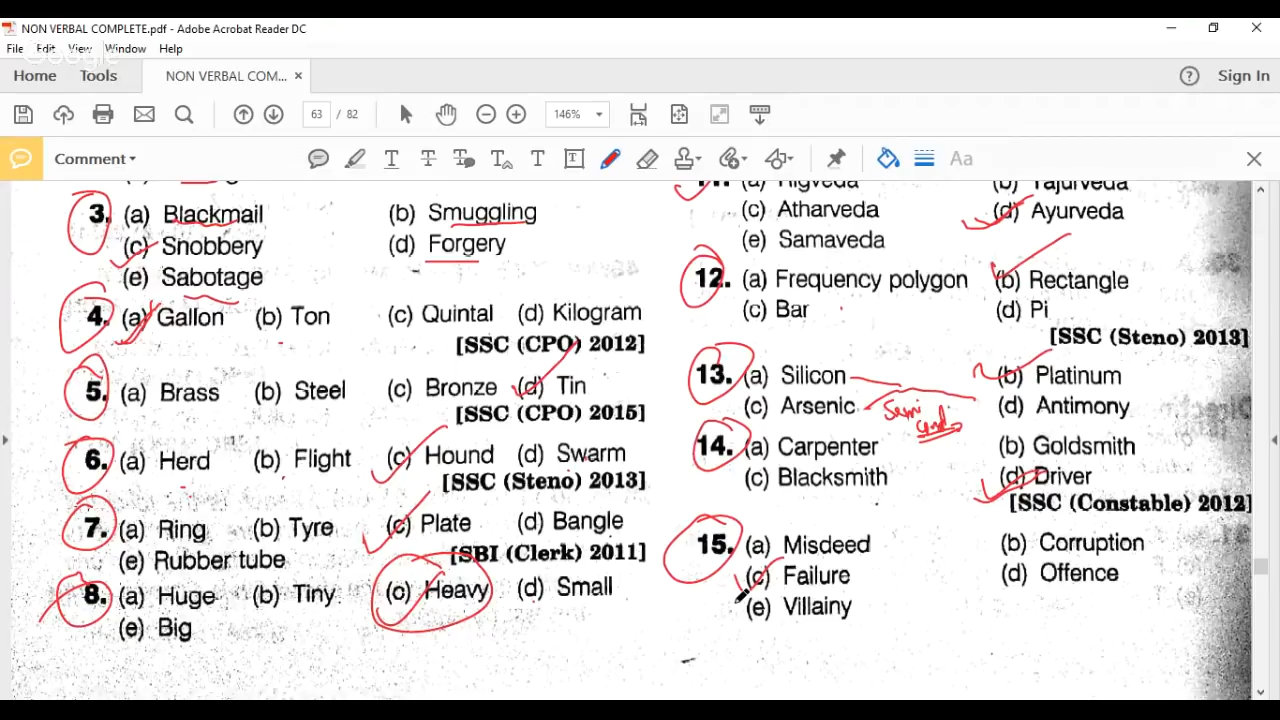 NON VERBAL COMPLETE.pdf - Adobe Acrobat Reader DC
File Edit View Window Help
Google
Home Tools NON VERBAL COM... × Sign In
63 / 82 146%
Comment
3. (a) Blackmail (b) Smuggling
(c) Snobbery (d) Forgery
(e) Sabotage
4. (a) Gallon (b) Ton (c) Quintal (d) Kilogram
[SSC (CPO) 2012]
5. (a) Brass (b) Steel (c) Bronze (d) Tin
[SSC (CPO) 2015]
6. (a) Herd (b) Flight (c) Hound (d) Swarm
[SSC (Steno) 2013]
7. (a) Ring (b) Tyre (c) Plate (d) Bangle
(e) Rubber tube [SBI (Clerk) 2011]
8. (a) Huge (b) Tiny (c) Heavy (d) Small
(e) Big
11. (a) Rigveda (b) Yajurveda
(c) Atharveda (d) Ayurveda
(e) Samaveda
12. (a) Frequency polygon (b) Rectangle
(c) Bar (d) Pi
[SSC (Steno) 2013]
13. (a) Silicon (b) Platinum
(c) Arsenic (d) Antimony
Semi
14. (a) Carpenter (b) Goldsmith
(c) Blacksmith (d) Driver
[SSC (Constable) 2012]
15. (a) Misdeed (b) Corruption
(c) Failure (d) Offence
(e) Villainy